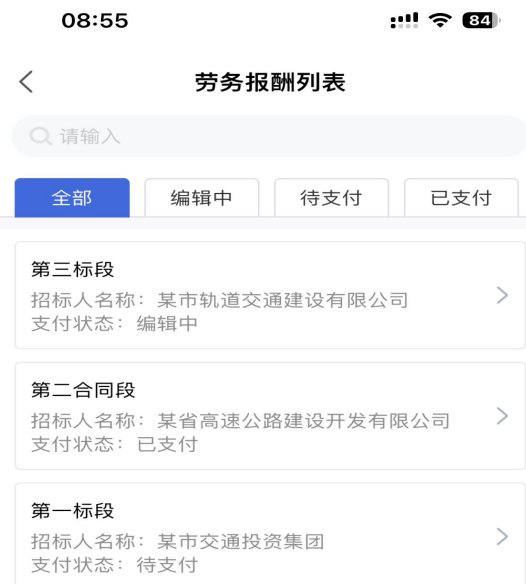 08:55
84
劳务报酬列表
请输入
全部 编辑中 待支付 已支付
第三标段
招标人名称：某市轨道交通建设有限公司
支付状态：编辑中
第二合同段
招标人名称：某省高速公路建设开发有限公司
支付状态：已支付
第一标段
招标人名称：某市交通投资集团
支付状态：待支付